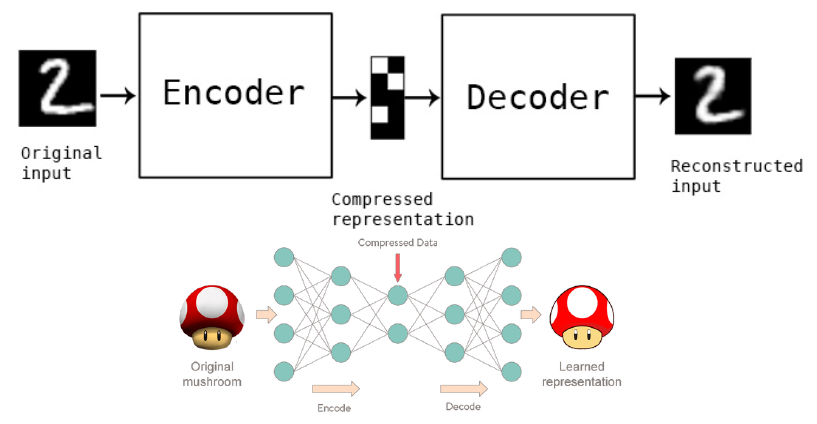 Encoder
Decoder
Original
input
Compressed
representation
Reconstructed
input
Compressed Data
Original
mushroom
Encode
Decode
Learned
representation